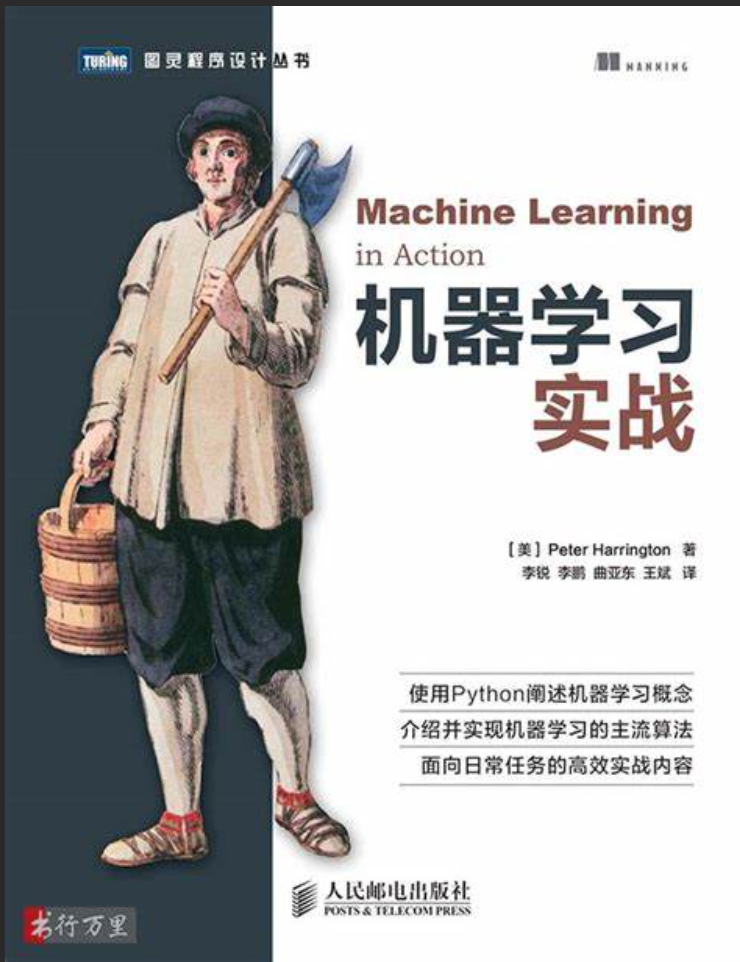 TURING 图灵程序设计丛书
MANNING
Machine Learning
in Action
机器学习
实战
[美] Peter Harrington 著
李锐 李鹏 曲亚东 王斌 译
使用Python阐述机器学习概念
介绍并实现机器学习的主流算法
面向日常任务的高效实战内容
人民邮电出版社
POSTS & TELECOM PRESS
书行万里